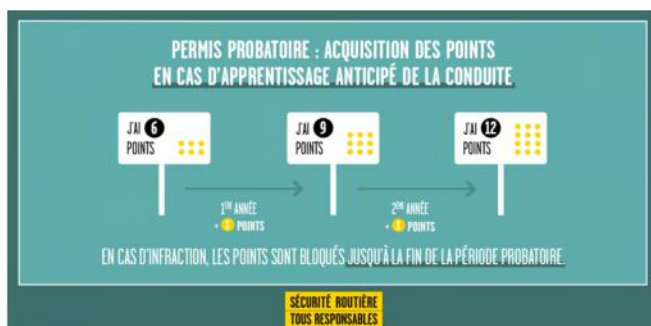 PERMIS PROBATOIRE : ACQUISITION DES POINTS
EN CAS D'APPRENTISSAGE ANTICIPÉ DE LA CONDUITE
J'AI 6
POINTS
J'AI 9
POINTS
J'AI 12
POINTS
1ÈRE ANNÉE
+ 3 POINTS
2ÈME ANNÉE
+ 3 POINTS
EN CAS D'INFRACTION, LES POINTS SONT BLOQUÉS JUSQU'À LA FIN DE LA PÉRIODE PROBATOIRE.
SÉCURITÉ ROUTIÈRE
TOUS RESPONSABLES